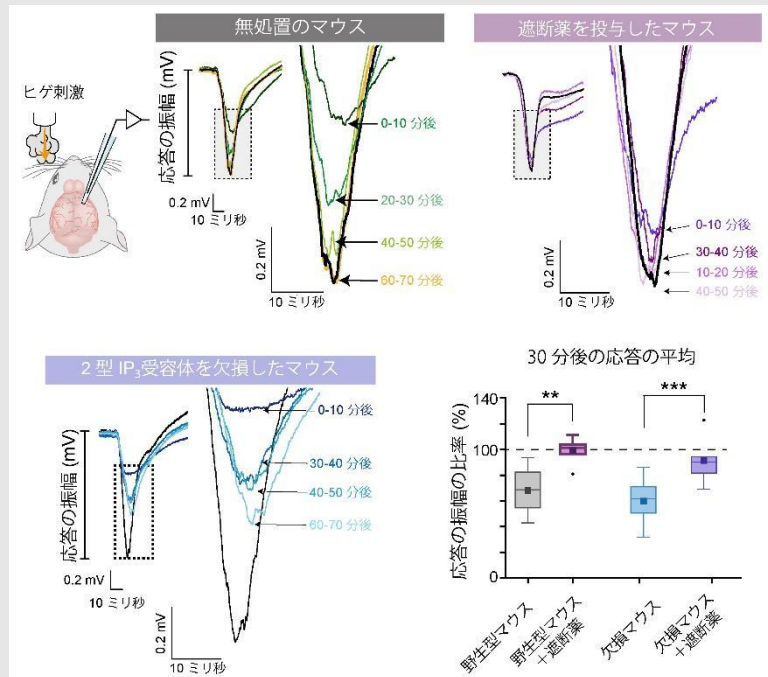 無処置のマウス
ヒゲ刺激
応答の振幅 (mV)
0.2 mV
10 ミリ秒
0.2 mV
10 ミリ秒
0-10 分後
20-30 分後
40-50 分後
60-70 分後
遮断薬を投与したマウス
0.2 mV
10 ミリ秒
0.2 mV
10 ミリ秒
0-10 分後
30-40 分後
10-20 分後
40-50 分後
2 型 IP₃受容体を欠損したマウス
応答の振幅 (mV)
0.2 mV
10 ミリ秒
0.2 mV
10 ミリ秒
0-10 分後
30-40 分後
40-50 分後
60-70 分後
30 分後の応答の平均
応答の振幅の比率 (%)
140
100
0
**
***
野生型マウス
野生型マウス
+遮断薬
欠損マウス
欠損マウス
+遮断薬